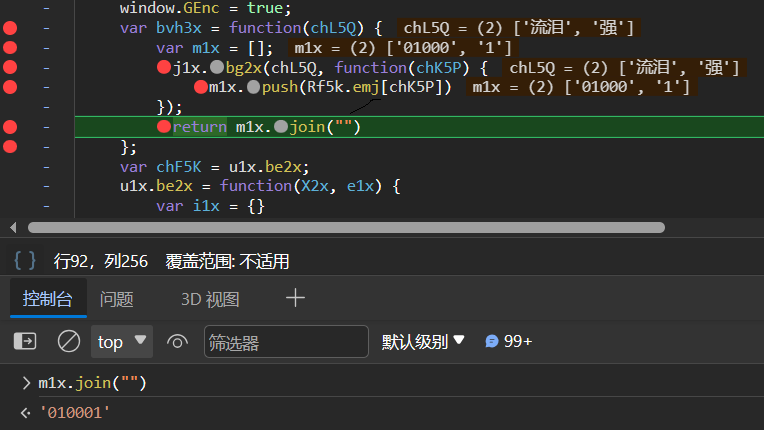 - window.GEnc = true;
- var bvh3x = function(chL5Q) { chL5Q = (2) ['流泪', '强']
- var m1x = []; m1x = (2) ['01000', '1']
- j1x.bg2x(chL5Q, function(chK5P) { chL5Q = (2) ['流泪', '强']
- m1x.push(Rf5k.emj[chK5P]) m1x = (2) ['01000', '1']
- });
- return m1x.join("")
- };
- var chF5K = u1x.be2x;
- u1x.be2x = function(X2x, e1x) {
- var i1x = {}
{ } 行92，列256 覆盖范围: 不适用
控制台 问题 3D 视图 +
top 筛选器 默认级别 99+
> m1x.join("")
'010001'